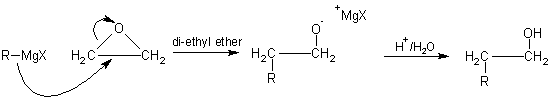 R—MgX
O
H2C CH2
di-ethyl ether
O- +MgX
H2C CH2
R
H+/H2O
OH
H2C CH2
R